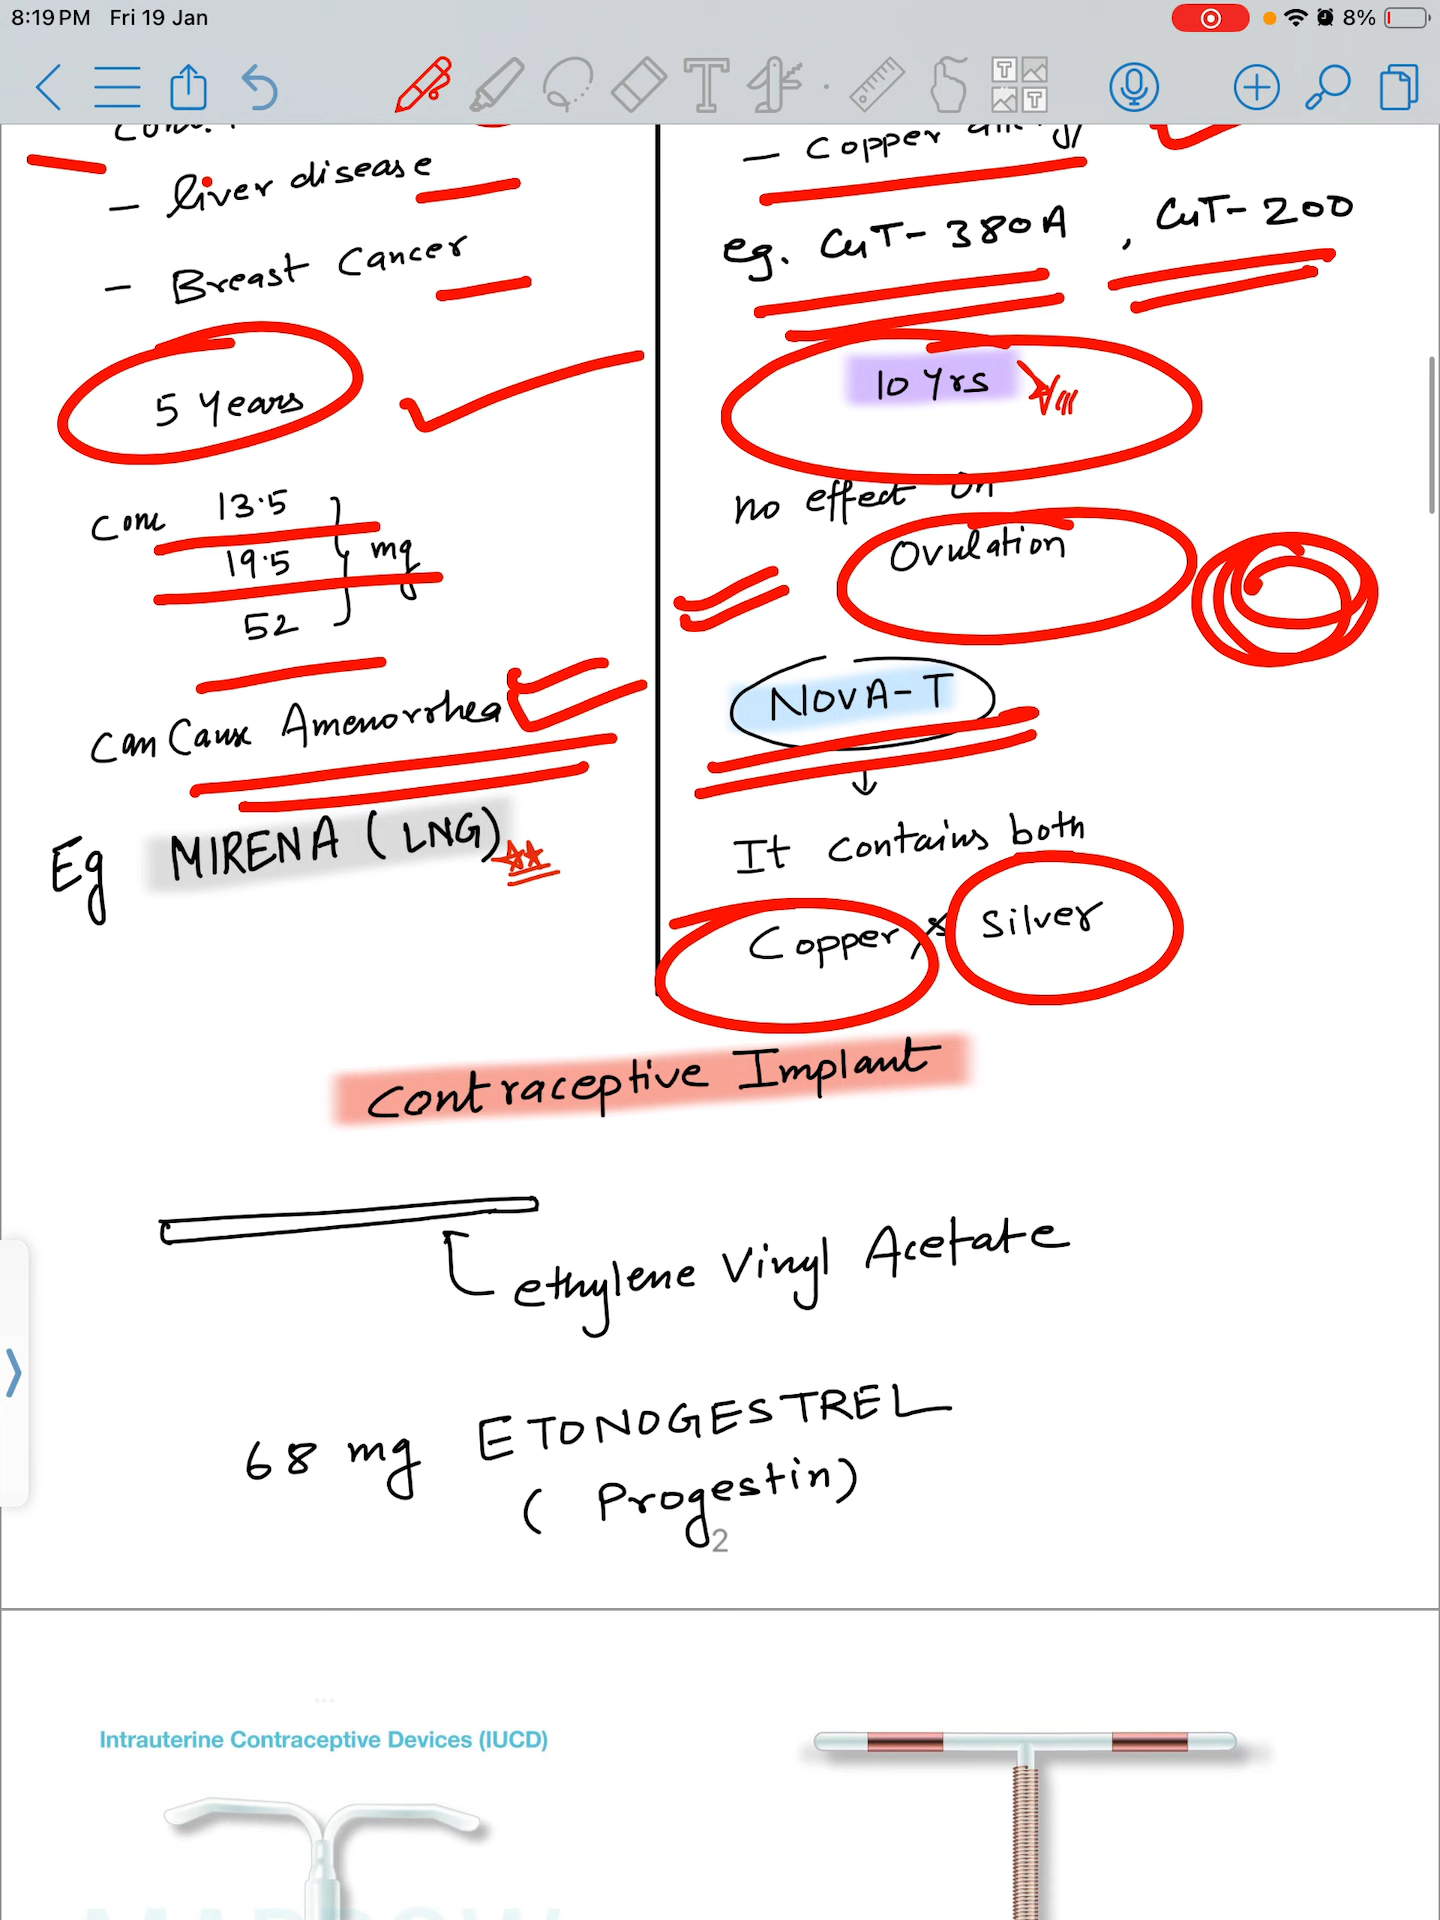 8:19 PM Fri 19 Jan
8%
- liver disease
- Breast Cancer
5 Years
Conc 13.5
19.5
52
mg
Can Cause Amenorrhea
Eg MIRENA (LNG)
- Copper
eg. CuT-380A , CuT-200
10 Yrs
no effect on
Ovulation
NOVA-T
It contains both
Copper & Silver
Contraceptive Implant
ethylene Vinyl Acetate
68 mg ETONOGESTREL
( Progestin)
2
Intrauterine Contraceptive Devices (IUCD)